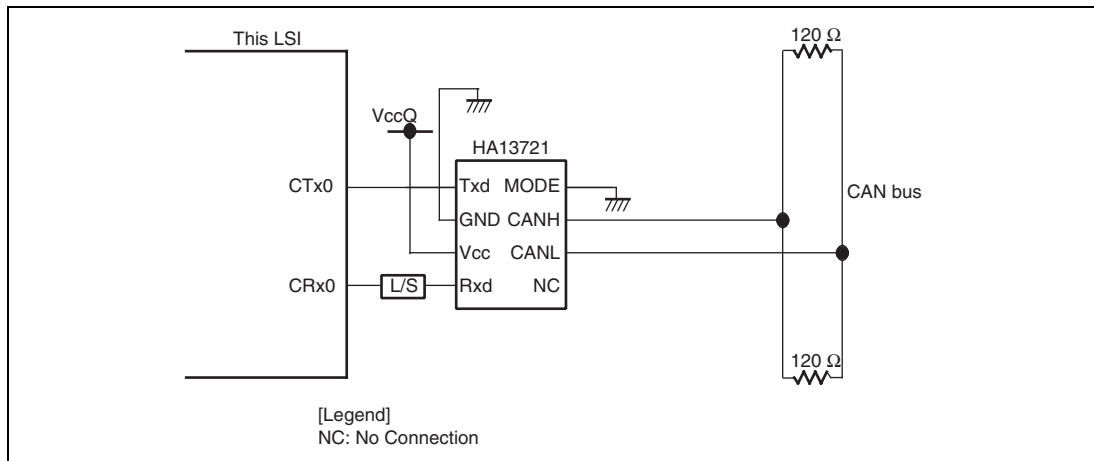 This LSI
120 Ω
VccQ
HA13721
CTx0
Txd MODE
GND CANH
CAN bus
Vcc CANL
CRx0
L/S
Rxd NC
120 Ω
[Legend]
NC: No Connection